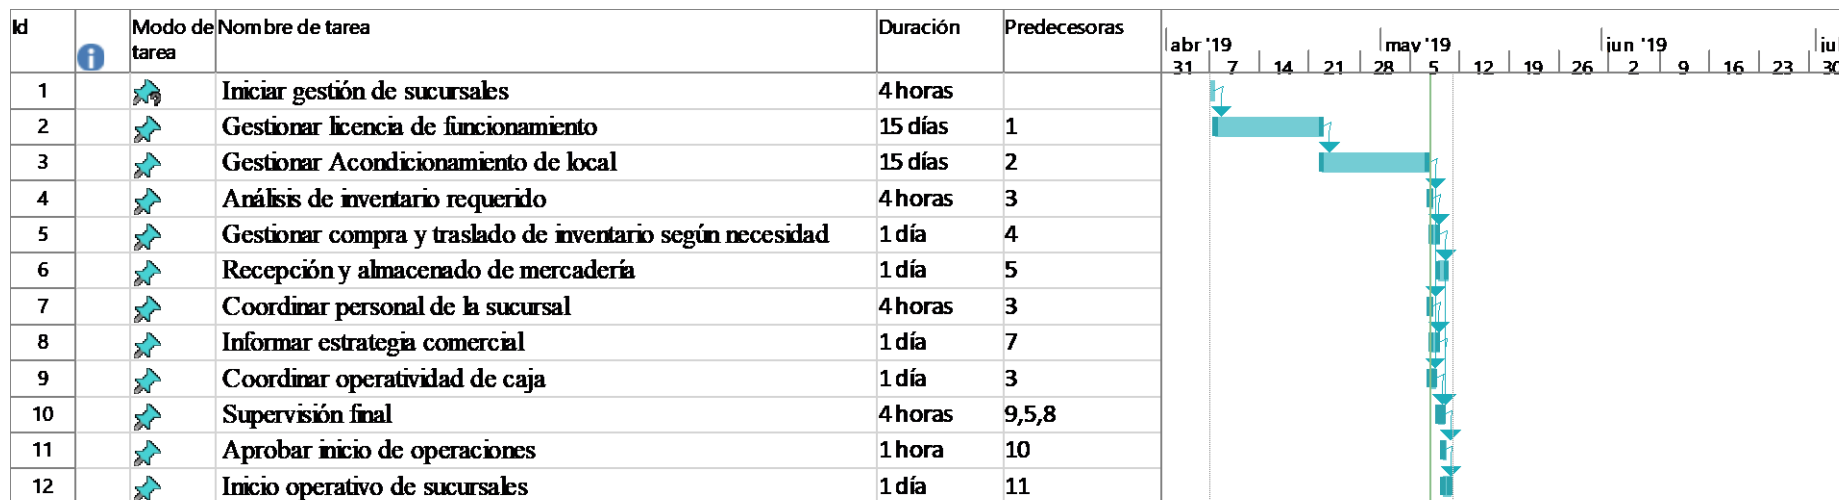 Id Modo de tarea Nombre de tarea Duración Predecesoras
abr '19 may '19 jun '19 jul
31 7 14 21 28 5 12 19 26 2 9 16 23 30
1 Iniciar gestión de sucursales 4 horas
2 Gestionar licencia de funcionamiento 15 días 1
3 Gestionar Acondicionamiento de local 15 días 2
4 Análisis de inventario requerido 4 horas 3
5 Gestionar compra y traslado de inventario según necesidad 1 día 4
6 Recepción y almacenado de mercadería 1 día 5
7 Coordinar personal de la sucursal 4 horas 3
8 Informar estrategia comercial 1 día 7
9 Coordinar operatividad de caja 1 día 3
10 Supervisión final 4 horas 9,5,8
11 Aprobar inicio de operaciones 1 hora 10
12 Inicio operativo de sucursales 1 día 11